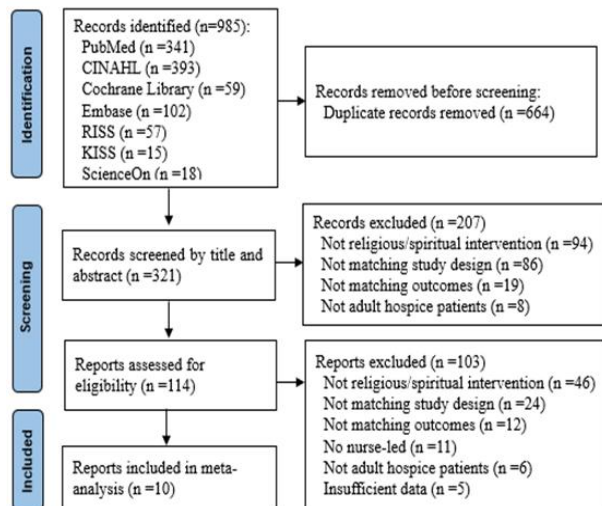 Identification
Records identified (n=985):
PubMed (n =341)
CINAHL (n =393)
Cochrane Library (n =59)
Embase (n =102)
RISS (n =57)
KISS (n =15)
ScienceOn (n =18)
Records removed before screening:
Duplicate records removed (n =664)
Screening
Records screened by title and
abstract (n =321)
Records excluded (n =207)
Not religious/spiritual intervention (n =94)
Not matching study design (n =86)
Not matching outcomes (n =19)
Not adult hospice patients (n =8)
Reports assessed for
eligibility (n =114)
Reports excluded (n =103)
Not religious/spiritual intervention (n =46)
Not matching study design (n =24)
Not matching outcomes (n =12)
No nurse-led (n =11)
Not adult hospice patients (n =6)
Insufficient data (n =5)
Included
Reports included in meta-
analysis (n =10)